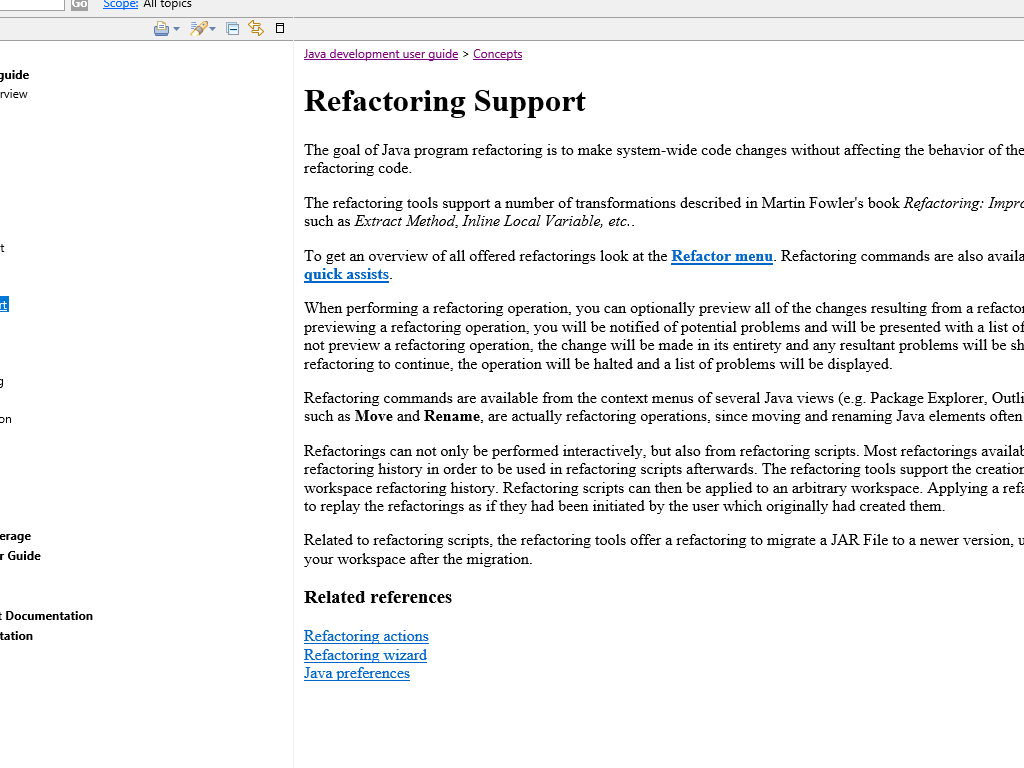 Go Scope: All topics
guide
rview
t
rt
g
on
erage
r Guide
t Documentation
tation
Java development user guide > Concepts
Refactoring Support
The goal of Java program refactoring is to make system-wide code changes without affecting the behavior of the
refactoring code.
The refactoring tools support a number of transformations described in Martin Fowler's book Refactoring: Impro
such as Extract Method, Inline Local Variable, etc..
To get an overview of all offered refactorings look at the Refactor menu. Refactoring commands are also availa
quick assists.
When performing a refactoring operation, you can optionally preview all of the changes resulting from a refactor
previewing a refactoring operation, you will be notified of potential problems and will be presented with a list of
not preview a refactoring operation, the change will be made in its entirety and any resultant problems will be sh
refactoring to continue, the operation will be halted and a list of problems will be displayed.
Refactoring commands are available from the context menus of several Java views (e.g. Package Explorer, Outli
such as Move and Rename, are actually refactoring operations, since moving and renaming Java elements often
Refactorings can not only be performed interactively, but also from refactoring scripts. Most refactorings availab
refactoring history in order to be used in refactoring scripts afterwards. The refactoring tools support the creation
workspace refactoring history. Refactoring scripts can then be applied to an arbitrary workspace. Applying a refa
to replay the refactorings as if they had been initiated by the user which originally had created them.
Related to refactoring scripts, the refactoring tools offer a refactoring to migrate a JAR File to a newer version, u
your workspace after the migration.
Related references
Refactoring actions
Refactoring wizard
Java preferences